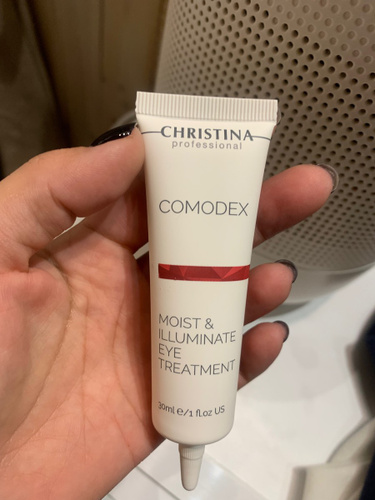 CHRISTINA
professional
COMODEX
MOIST &
ILLUMINATE
EYE
TREATMENT
30ml e/1 fl.oz US